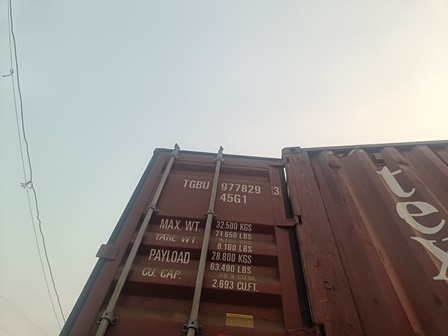 TGBU 977829 3
45G1
MAX. WT. 32.500 KGS
71.650 LBS
TARE WT.
8.160 LBS
PAYLOAD 28.800 KGS
63.490 LBS
CU. CAP.
2.693 CU.FT.
tex